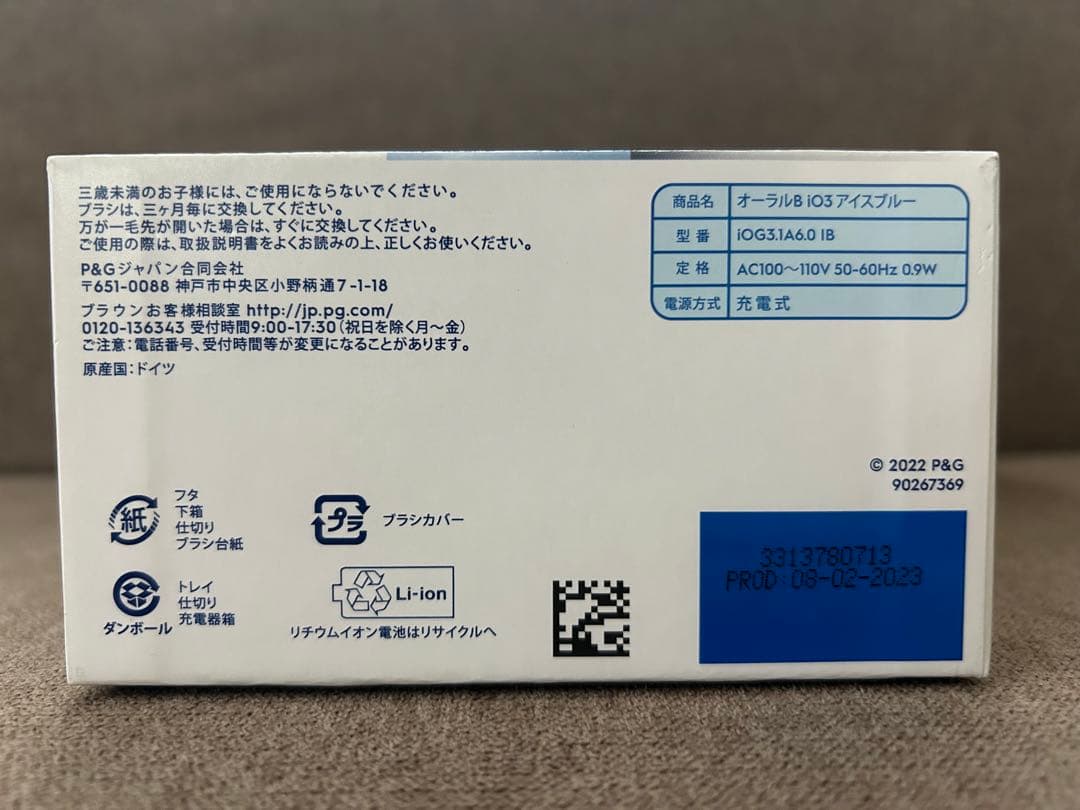 三歳未満のお子様には、ご使用にならないでください。
ブラシは、三ヶ月毎に交換してください。
万が一毛先が開いた場合は、すぐに交換してください。
ご使用の際は、取扱説明書をよくお読みの上、正しくお使いください。
P&Gジャパン合同会社
〒651-0088 神戸市中央区小野柄通7-1-18
ブラウンお客様相談室 http://jp.pg.com/
0120-136343 受付時間9:00-17:30(祝日を除く月〜金)
ご注意:電話番号、受付時間等が変更になることがあります。
原産国:ドイツ
商品名 オーラルB iO3 アイスブルー
型番 iOG3.1A6.0 IB
定格 AC100〜110V 50-60Hz 0.9W
電源方式 充電式
© 2022 P&G
90267369
紙
フタ
下箱
仕切り
ブラシ台紙
プラ
ブラシカバー
ダンボール
トレイ
仕切り
充電器箱
Li-ion
リチウムイオン電池はリサイクルへ
3313780713
PROD:08-02-2023